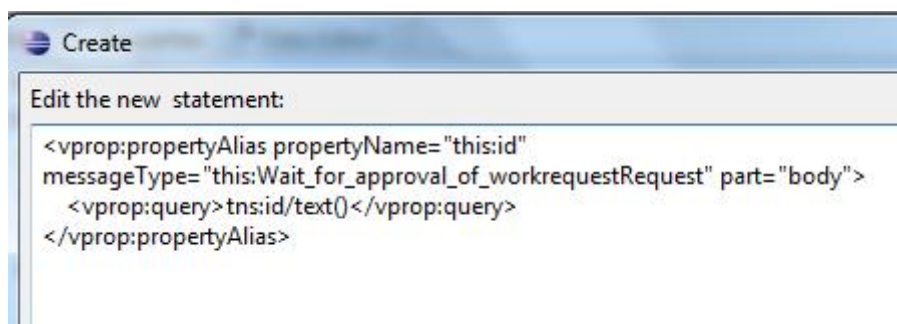 Create
Edit the new statement:
<vprop:propertyAlias propertyName="this:id"
messageType="this:Wait_for_approval_of_workrequestRequest" part="body">
<vprop:query>tns:id/text()</vprop:query>
</vprop:propertyAlias>